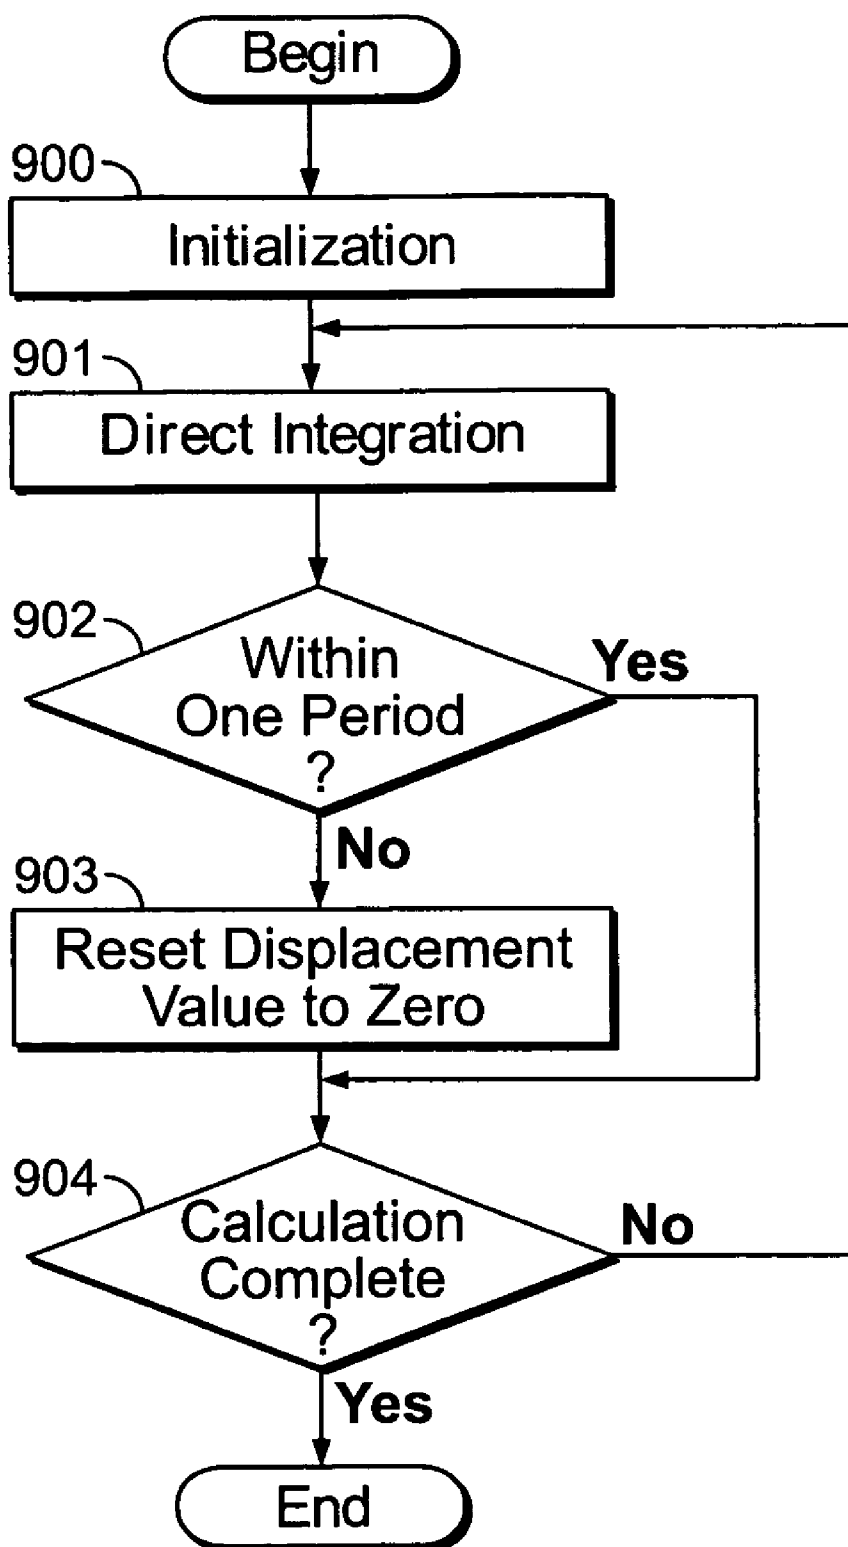 Begin
900
Initialization
901
Direct Integration
902
Within
One Period
?
Yes
No
903
Reset Displacement
Value to Zero
904
Calculation
Complete
?
No
Yes
End